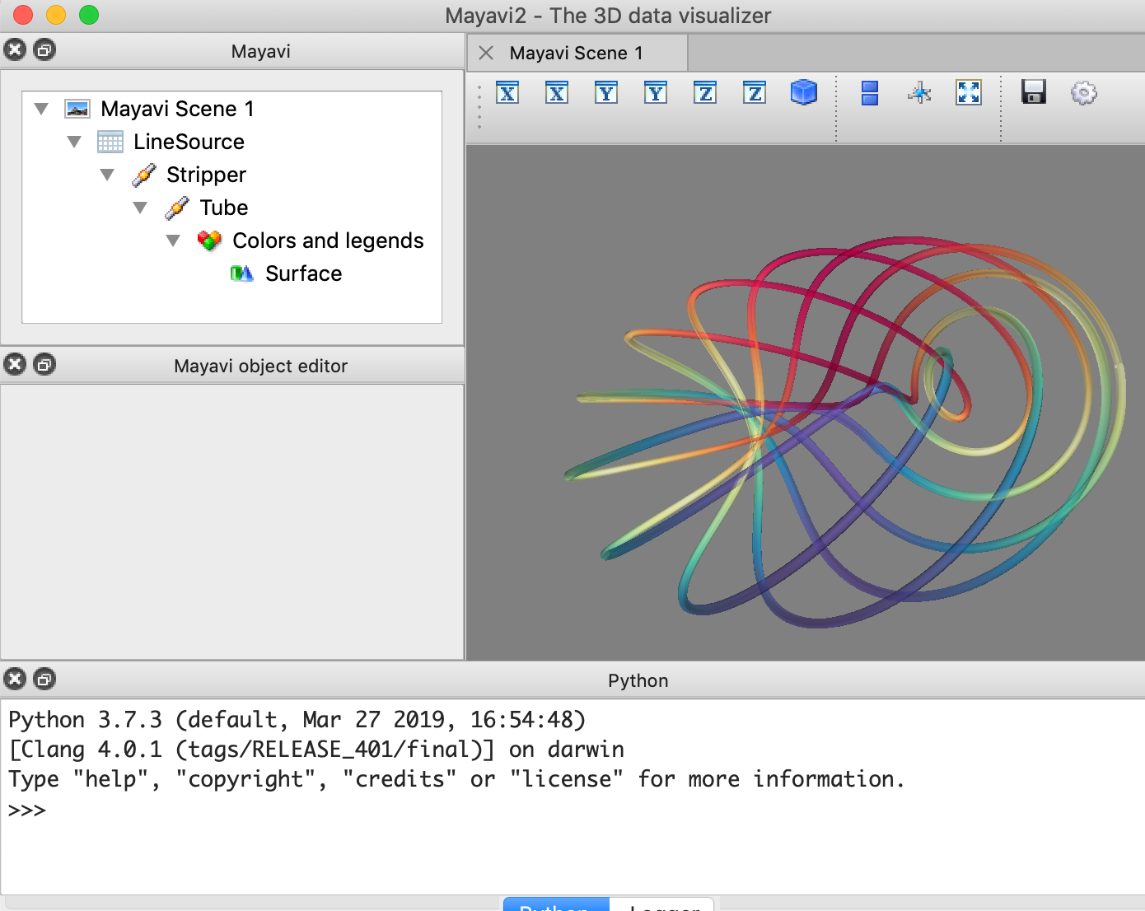 Mayavi2 - The 3D data visualizer
Mayavi
Mayavi Scene 1
LineSource
Stripper
Tube
Colors and legends
Surface
Mayavi object editor
Mayavi Scene 1
X X Y Y Z Z
Python
Python 3.7.3 (default, Mar 27 2019, 16:54:48)
[Clang 4.0.1 (tags/RELEASE_401/final)] on darwin
Type "help", "copyright", "credits" or "license" for more information.
>>>
Python Logger